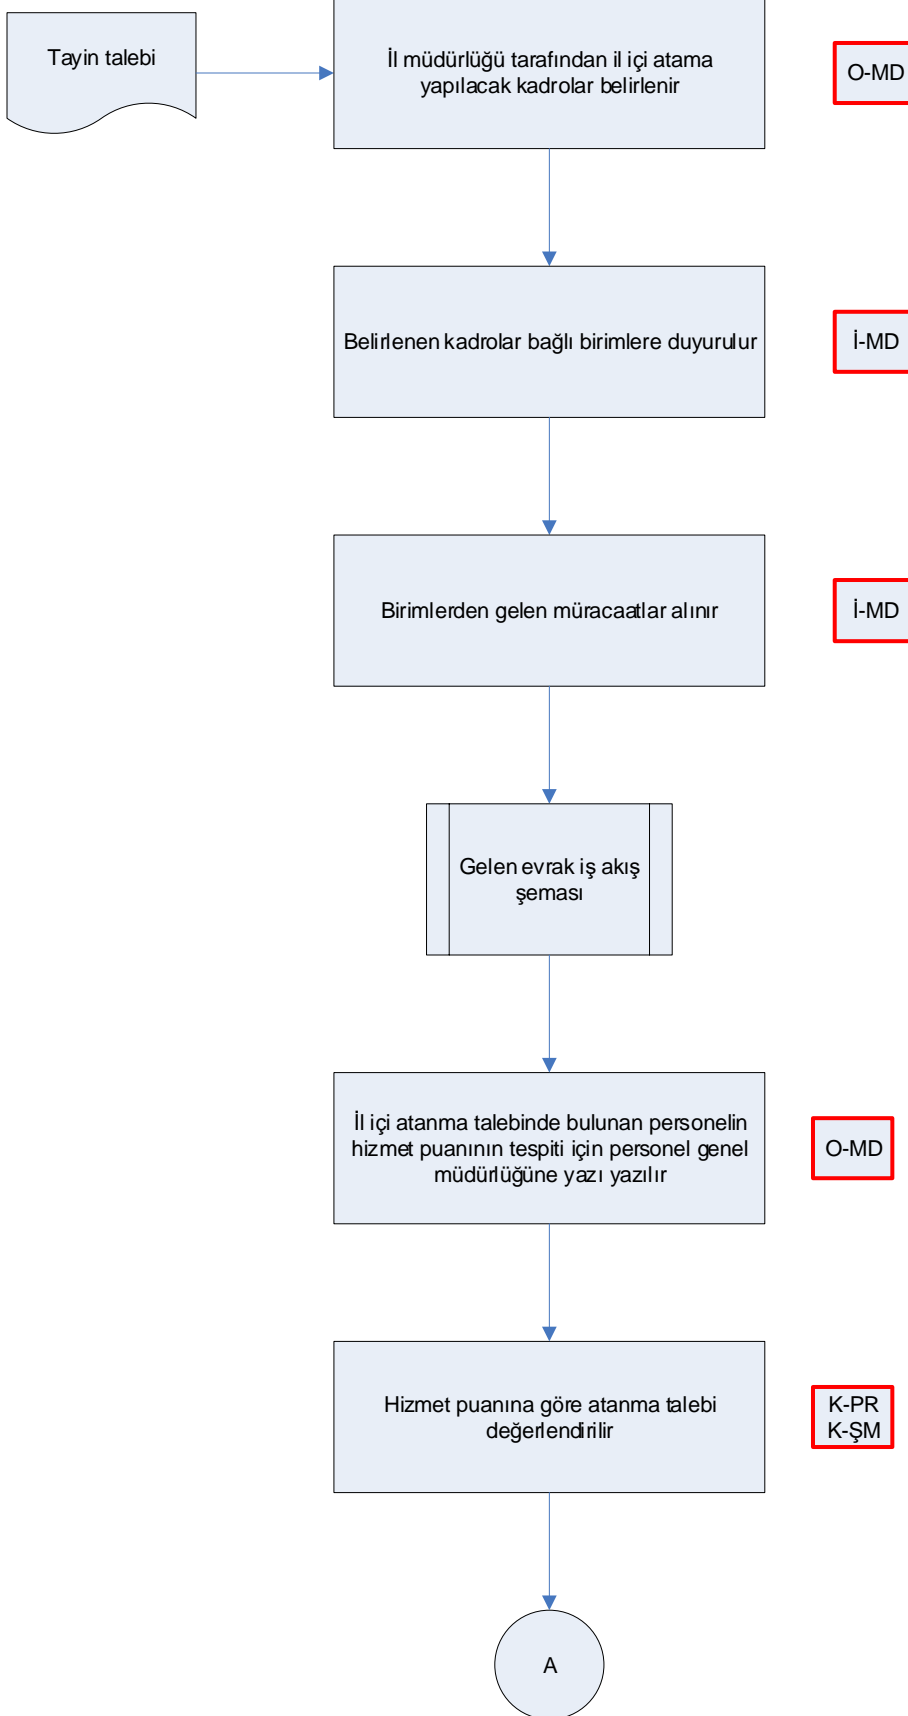 Tayin talebi
İl müdürlüğü tarafından il içi atama
yapılacak kadrolar belirlenir
O-MD
Belirlenen kadrolar bağlı birimlere duyurulur
İ-MD
Birimlerden gelen müracaatlar alınır
İ-MD
Gelen evrak iş akış
şeması
İl içi atanma talebinde bulunan personelin
hizmet puanının tespiti için personel genel
müdürlüğüne yazı yazılır
O-MD
Hizmet puanına göre atanma talebi
değerlendirilir
K-PR
K-ŞM
A